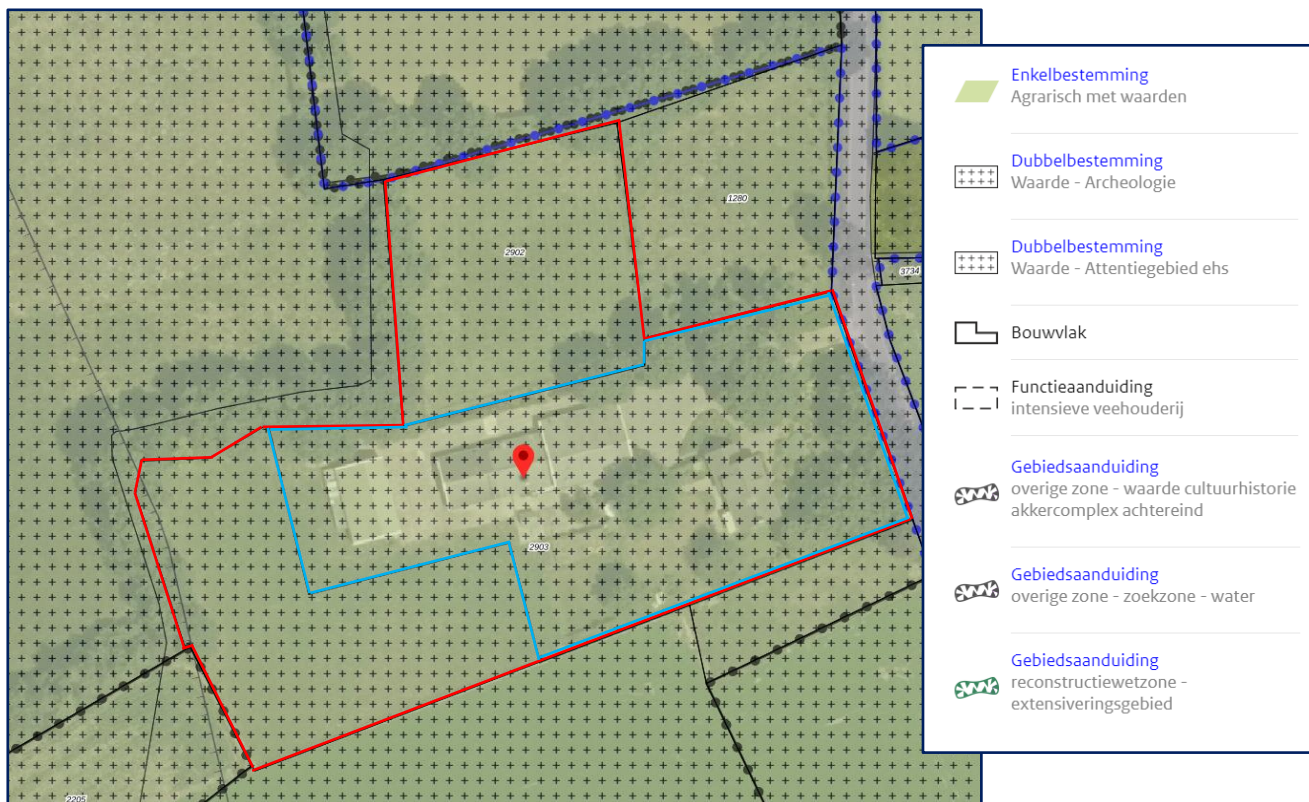 1280
2902
3734
2903
2205
Enkelbestemming
Agrarisch met waarden
Dubbelbestemming
Waarde - Archeologie
Dubbelbestemming
Waarde - Attentiegebied ehs
Bouwvlak
Functieaanduiding
intensieve veehouderij
Gebiedsaanduiding
overige zone - waarde cultuurhistorie
akkercomplex achtereind
Gebiedsaanduiding
overige zone - zoekzone - water
Gebiedsaanduiding
reconstructiewetzone -
extensiveringsgebied